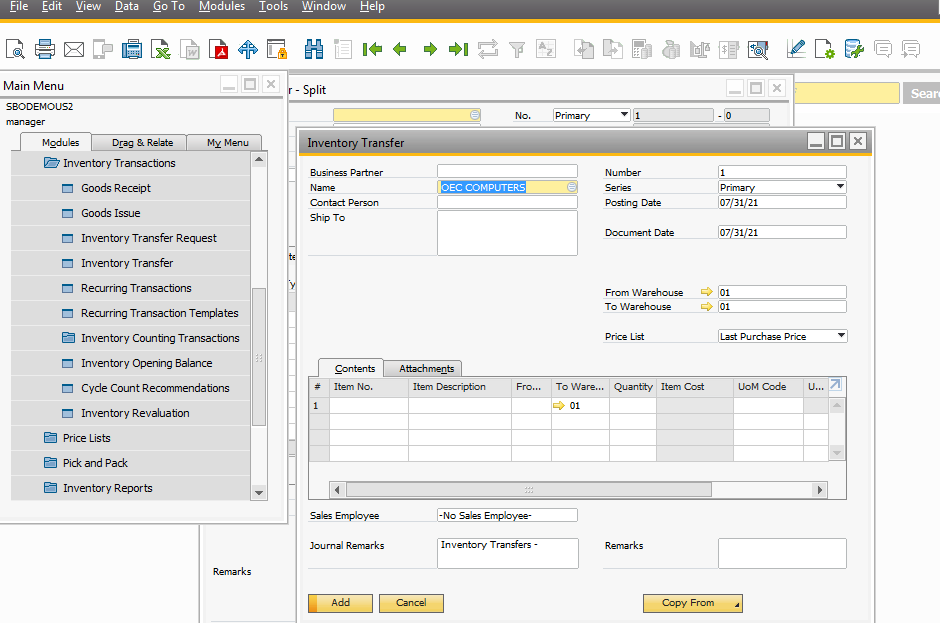 File Edit View Data Go To Modules Tools Window Help
Main Menu
SBODEMOUS2
manager
Modules Drag & Relate My Menu
Inventory Transactions
Goods Receipt
Goods Issue
Inventory Transfer Request
Inventory Transfer
Recurring Transactions
Recurring Transaction Templates
Inventory Counting Transactions
Inventory Opening Balance
Cycle Count Recommendations
Inventory Revaluation
Price Lists
Pick and Pack
Inventory Reports
r - Split
No. Primary 1 - 0
Sear
Remarks
Inventory Transfer
Business Partner
Name OEC COMPUTERS
Contact Person
Ship To
Number 1
Series Primary
Posting Date 07/31/21
Document Date 07/31/21
From Warehouse 01
To Warehouse 01
Price List Last Purchase Price
Contents Attachments
# Item No. Item Description Fro... To Ware... Quantity Item Cost UoM Code U...
1 01
Sales Employee -No Sales Employee-
Journal Remarks Inventory Transfers -
Remarks
Add Cancel Copy From